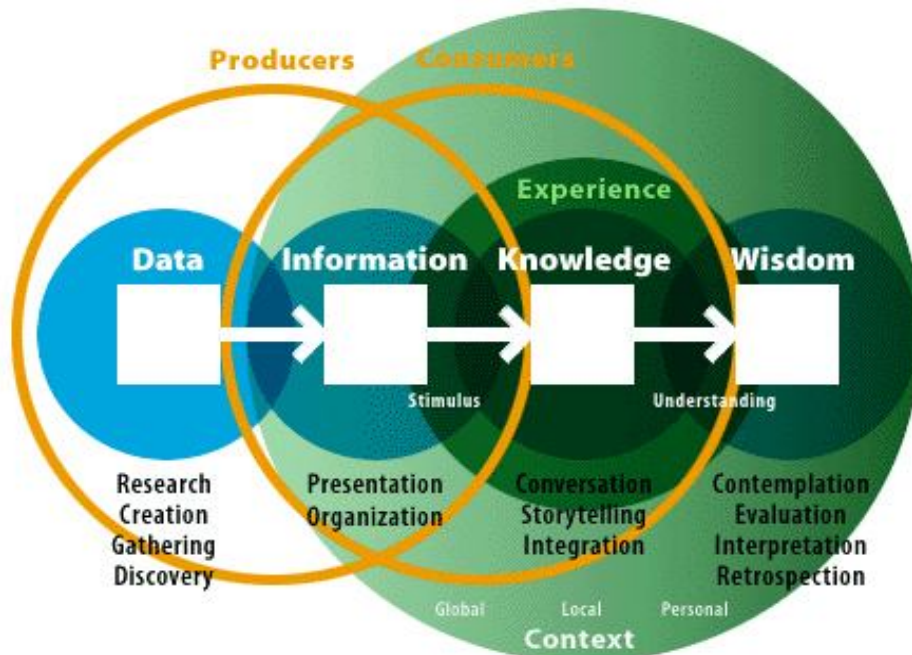 Producers
Consumers
Experience
Data
Information
Knowledge
Wisdom
Stimulus
Understanding
Research
Creation
Gathering
Discovery
Presentation
Organization
Conversation
Storytelling
Integration
Contemplation
Evaluation
Interpretation
Retrospection
Global
Local
Personal
Context